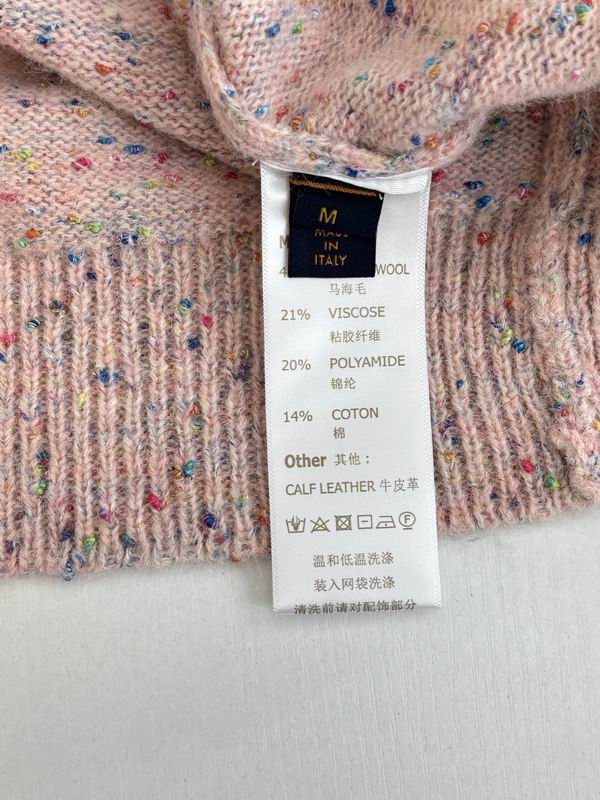 M
MADE
IN
ITALY
WOOL
马海毛
21% VISCOSE
粘胶纤维
20% POLYAMIDE
锦纶
14% COTON
棉
Other 其他：
CALF LEATHER 牛皮革
温和低温洗涤
装入网袋洗涤
清洗前请对配饰部分